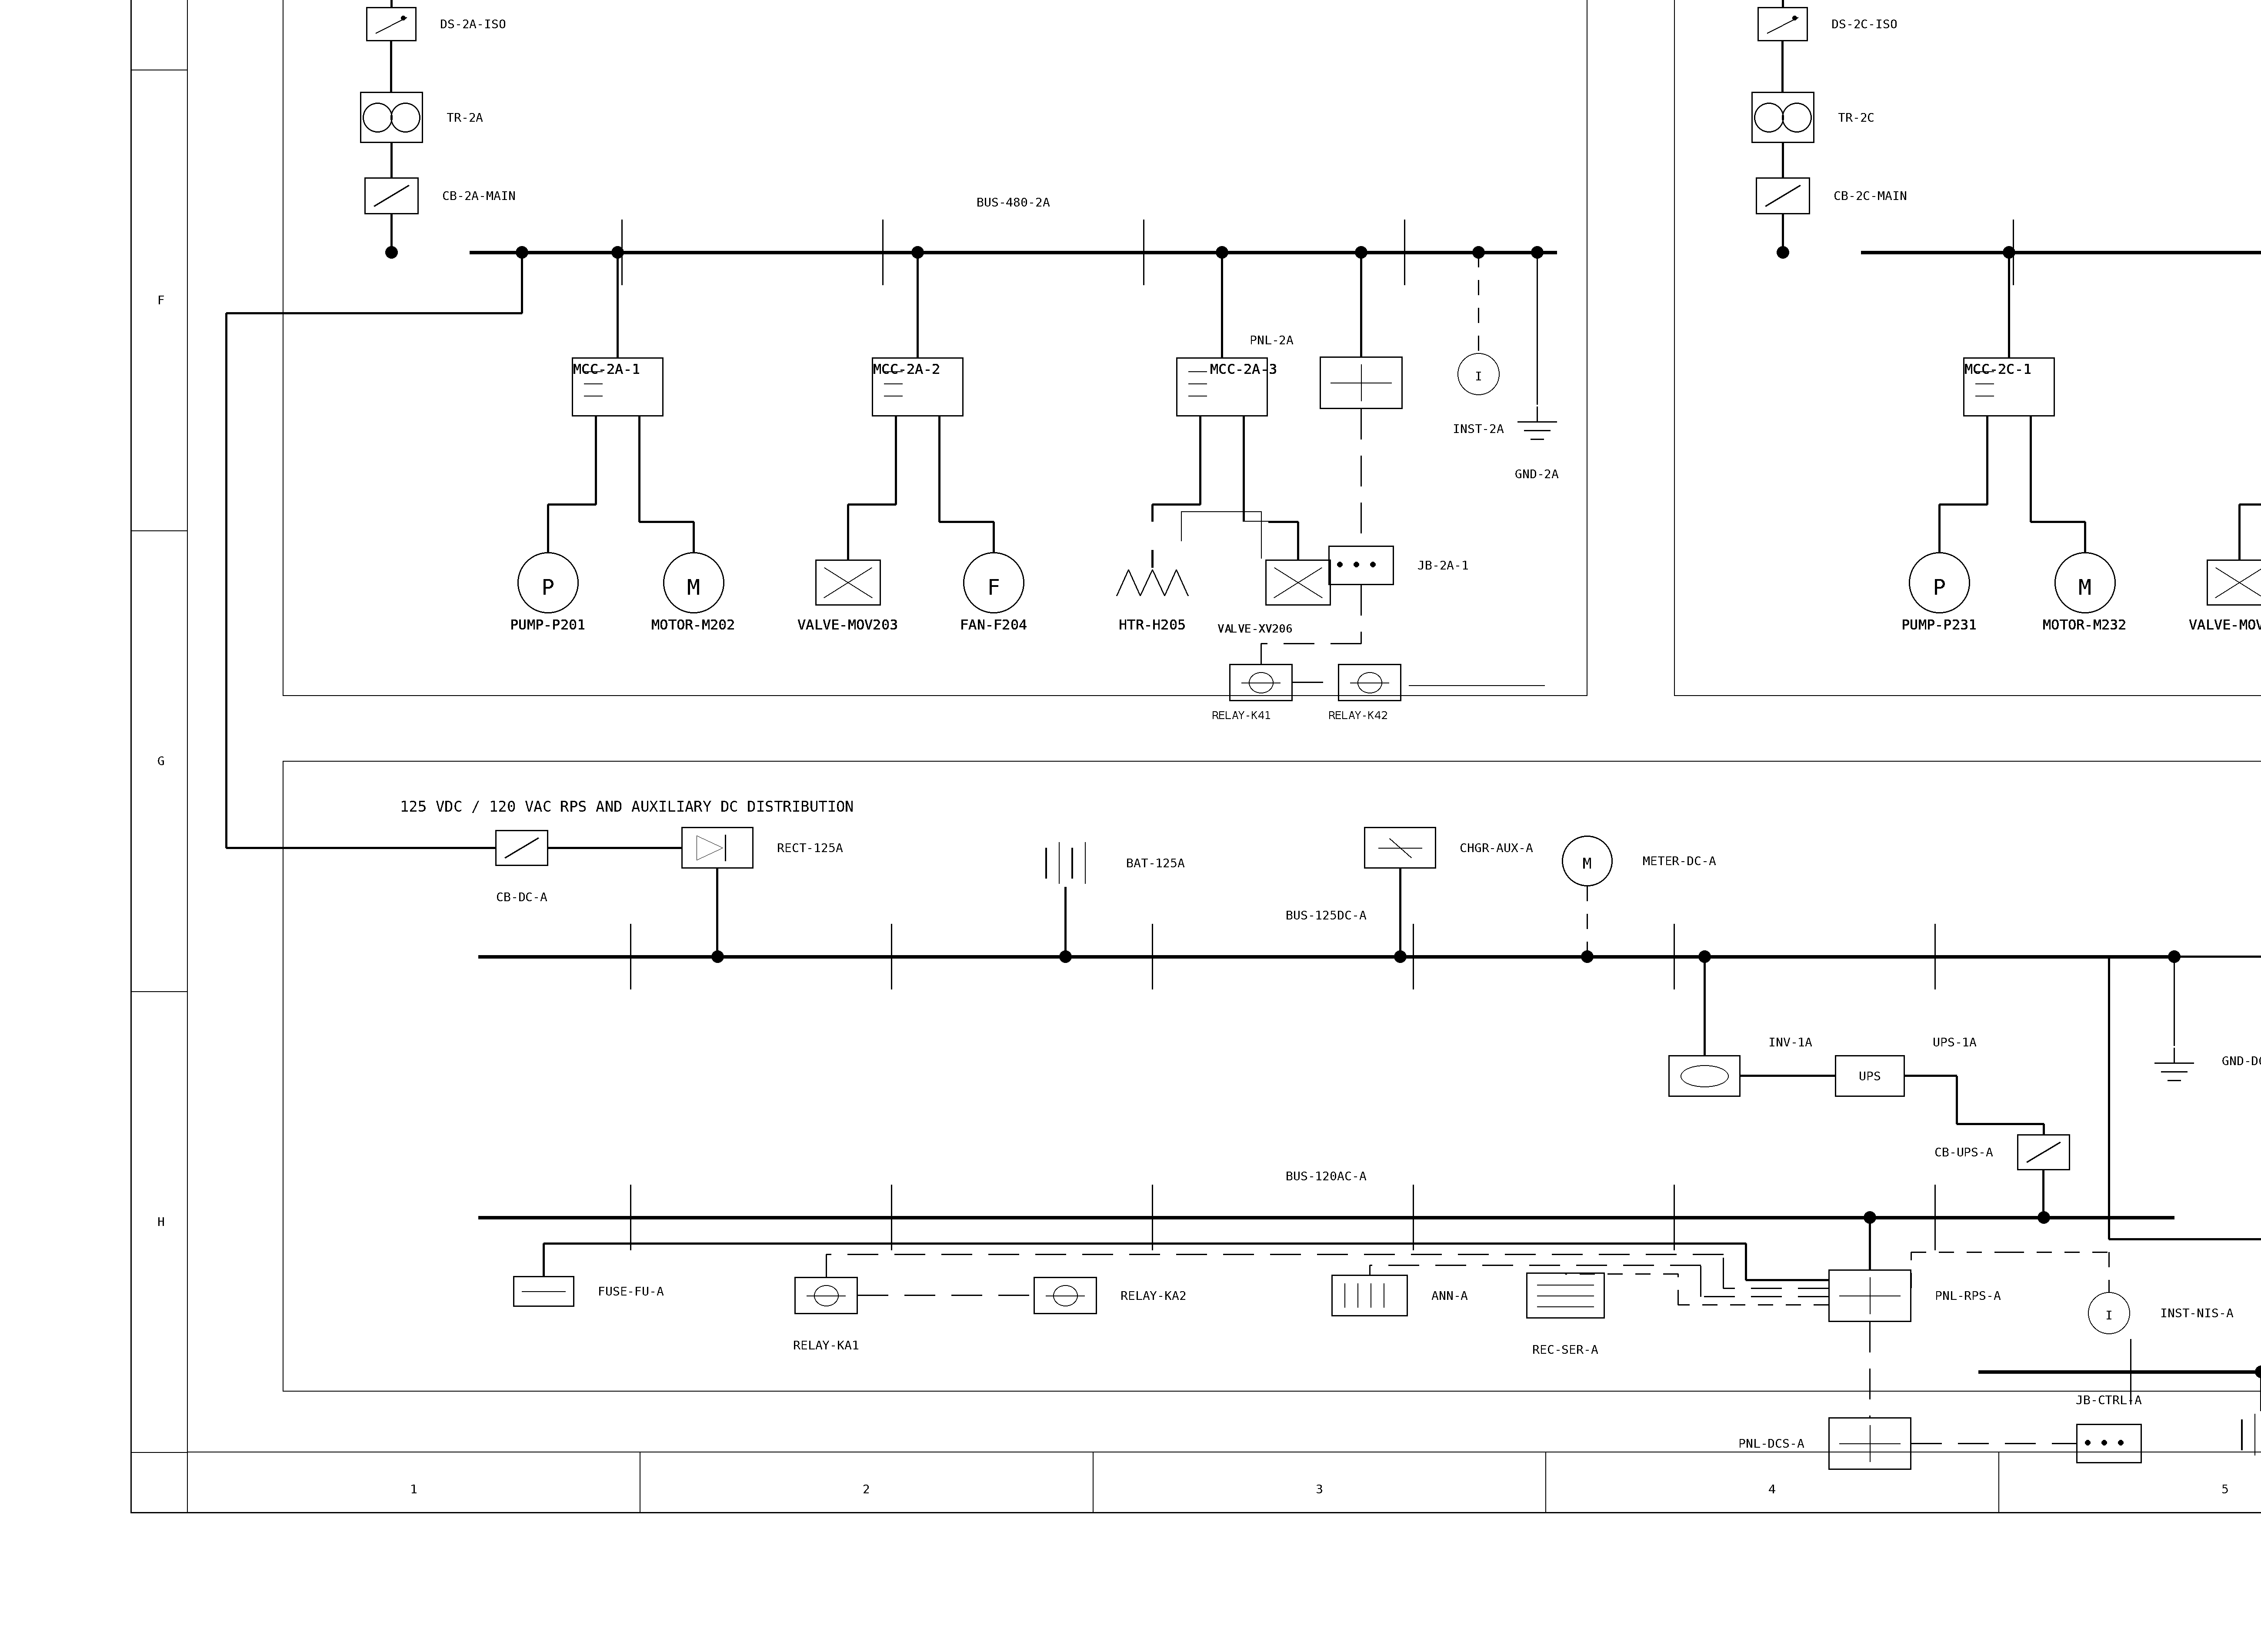 DS-2A-ISO
DS-2C-ISO
TR-2A
TR-2C
CB-2A-MAIN
BUS-480-2A
CB-2C-MAIN
F
PNL-2A
MCC-2A-1
MCC-2A-2
MCC-2A-3
I
MCC-2C-1
INST-2A
GND-2A
JB-2A-1
P
M
F
P
M
PUMP-P201
MOTOR-M202
VALVE-MOV203
FAN-F204
HTR-H205
VALVE-XV206
PUMP-P231
MOTOR-M232
VALVE-MOV
RELAY-K41
RELAY-K42
G
125 VDC / 120 VAC RPS AND AUXILIARY DC DISTRIBUTION
RECT-125A
BAT-125A
CHGR-AUX-A
M
METER-DC-A
CB-DC-A
BUS-125DC-A
INV-1A
UPS-1A
GND-DC
UPS
CB-UPS-A
BUS-120AC-A
H
FUSE-FU-A
RELAY-KA2
ANN-A
PNL-RPS-A
I
INST-NIS-A
RELAY-KA1
REC-SER-A
JB-CTRL-A
PNL-DCS-A
1
2
3
4
5